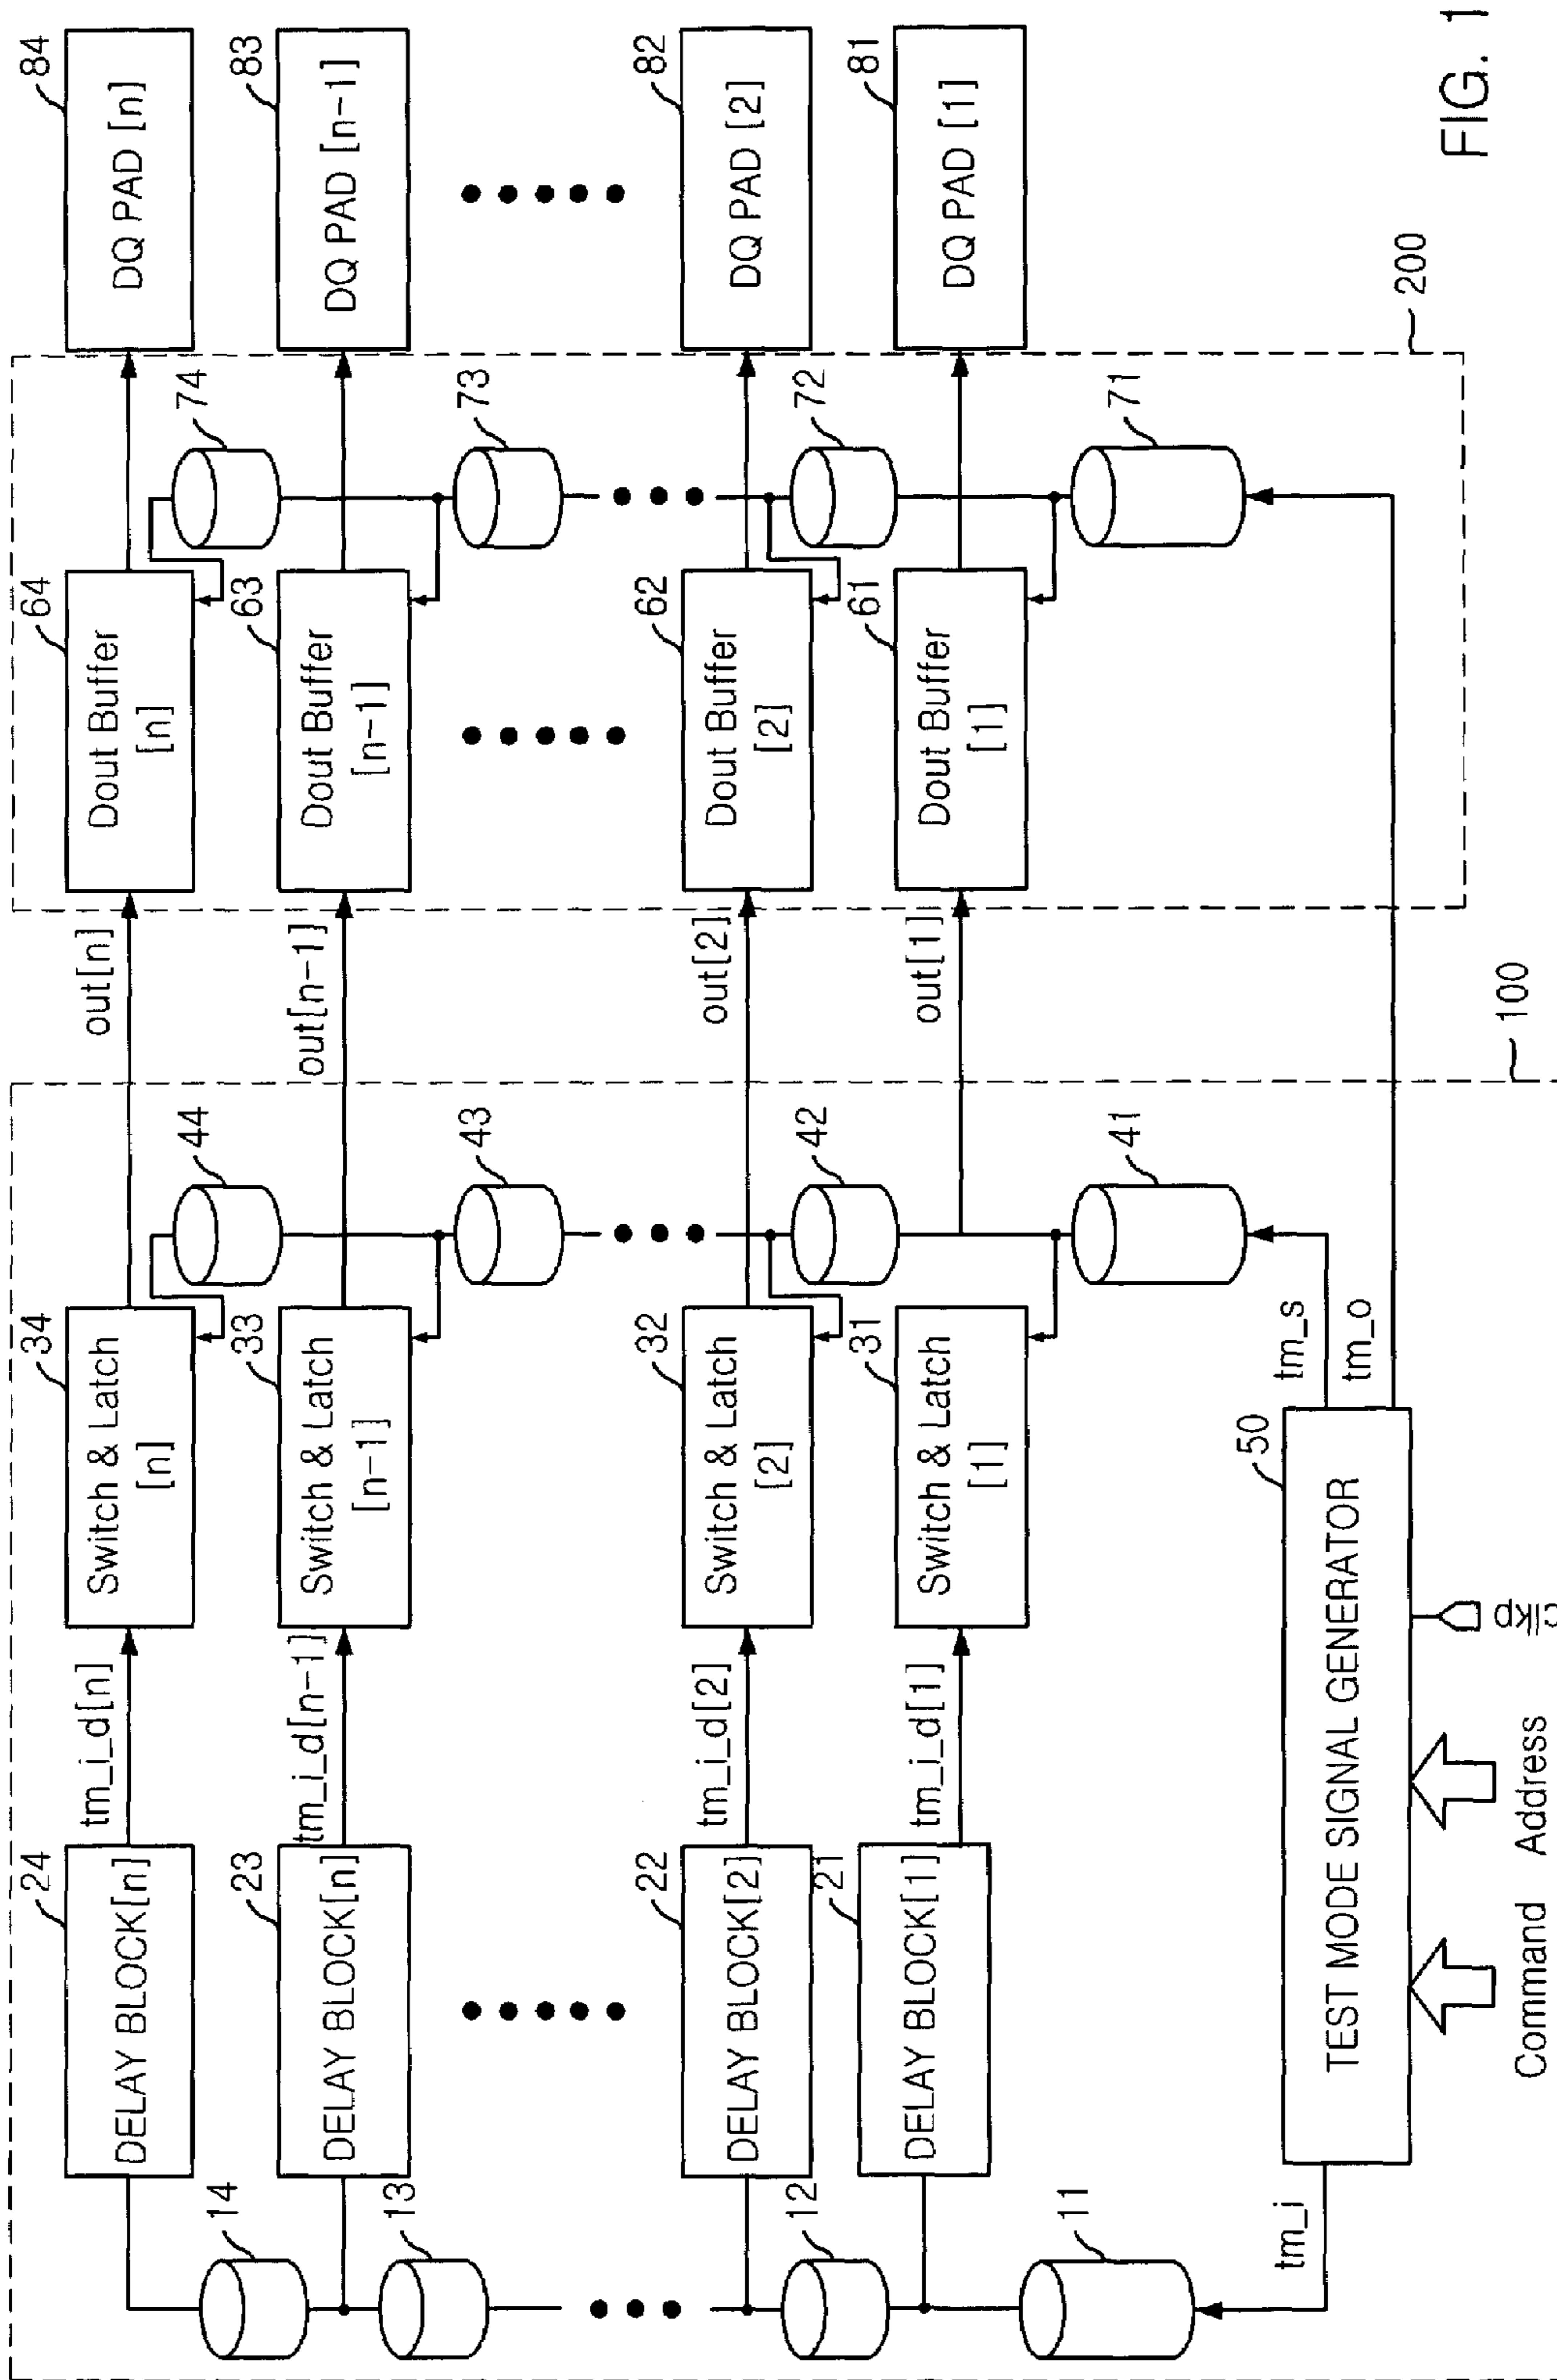 84
DQ PAD [n]
83
DQ PAD [n-1]
82
DQ PAD [2]
81
DQ PAD [1]
FIG. 1
200
74
73
72
71
64
Dout Buffer
[n]
63
Dout Buffer
[n-1]
62
Dout Buffer
[2]
61
Dout Buffer
[1]
out[n]
out[n-1]
out[2]
out[1]
100
44
43
42
41
34
Switch & Latch
[n]
33
Switch & Latch
[n-1]
32
Switch & Latch
[2]
31
Switch & Latch
[1]
tm_s
tm_o
50
TEST MODE SIGNAL GENERATOR
clkp
Command
Address
tm_i_d[n]
tm_i_d[n-1]
tm_i_d[2]
tm_i_d[1]
24
DELAY BLOCK[n]
23
DELAY BLOCK[n]
22
DELAY BLOCK[2]
21
DELAY BLOCK[1]
14
13
12
11
tm_i